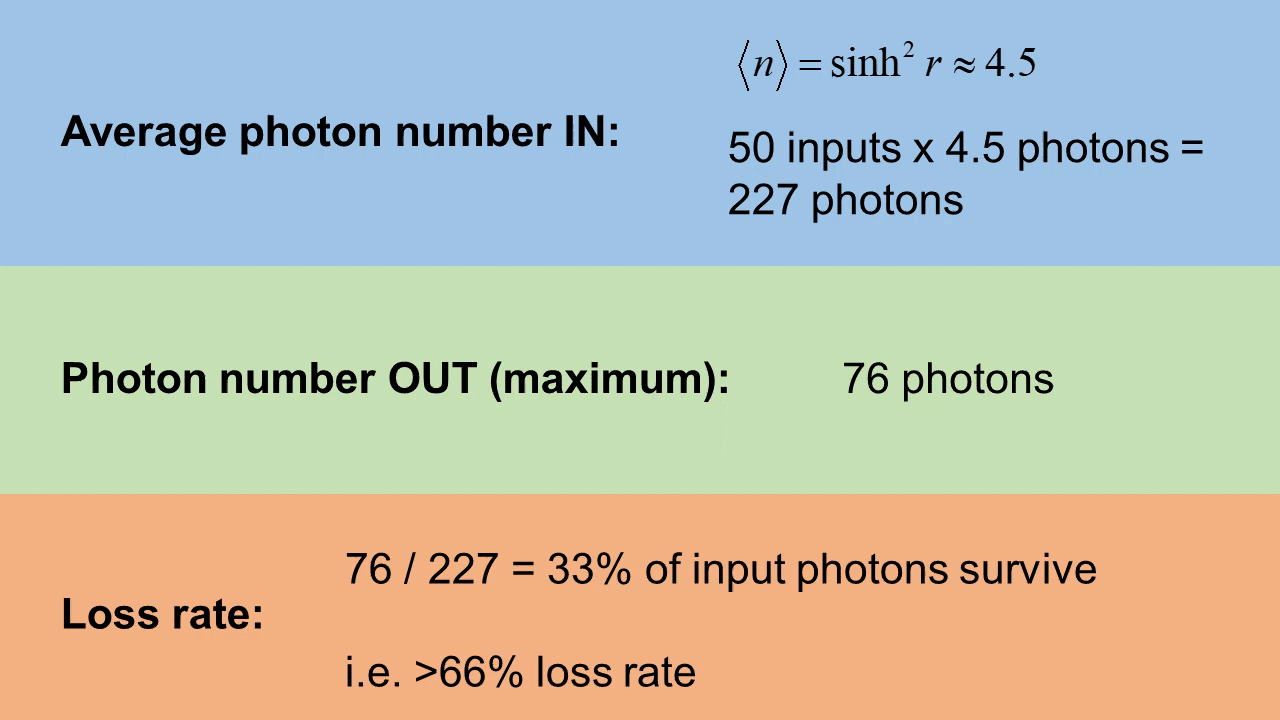 ⟨n⟩ = sinh² r ≈ 4.5
Average photon number IN:
50 inputs x 4.5 photons =
227 photons
Photon number OUT (maximum):
76 photons
76 / 227 = 33% of input photons survive
Loss rate:
i.e. >66% loss rate